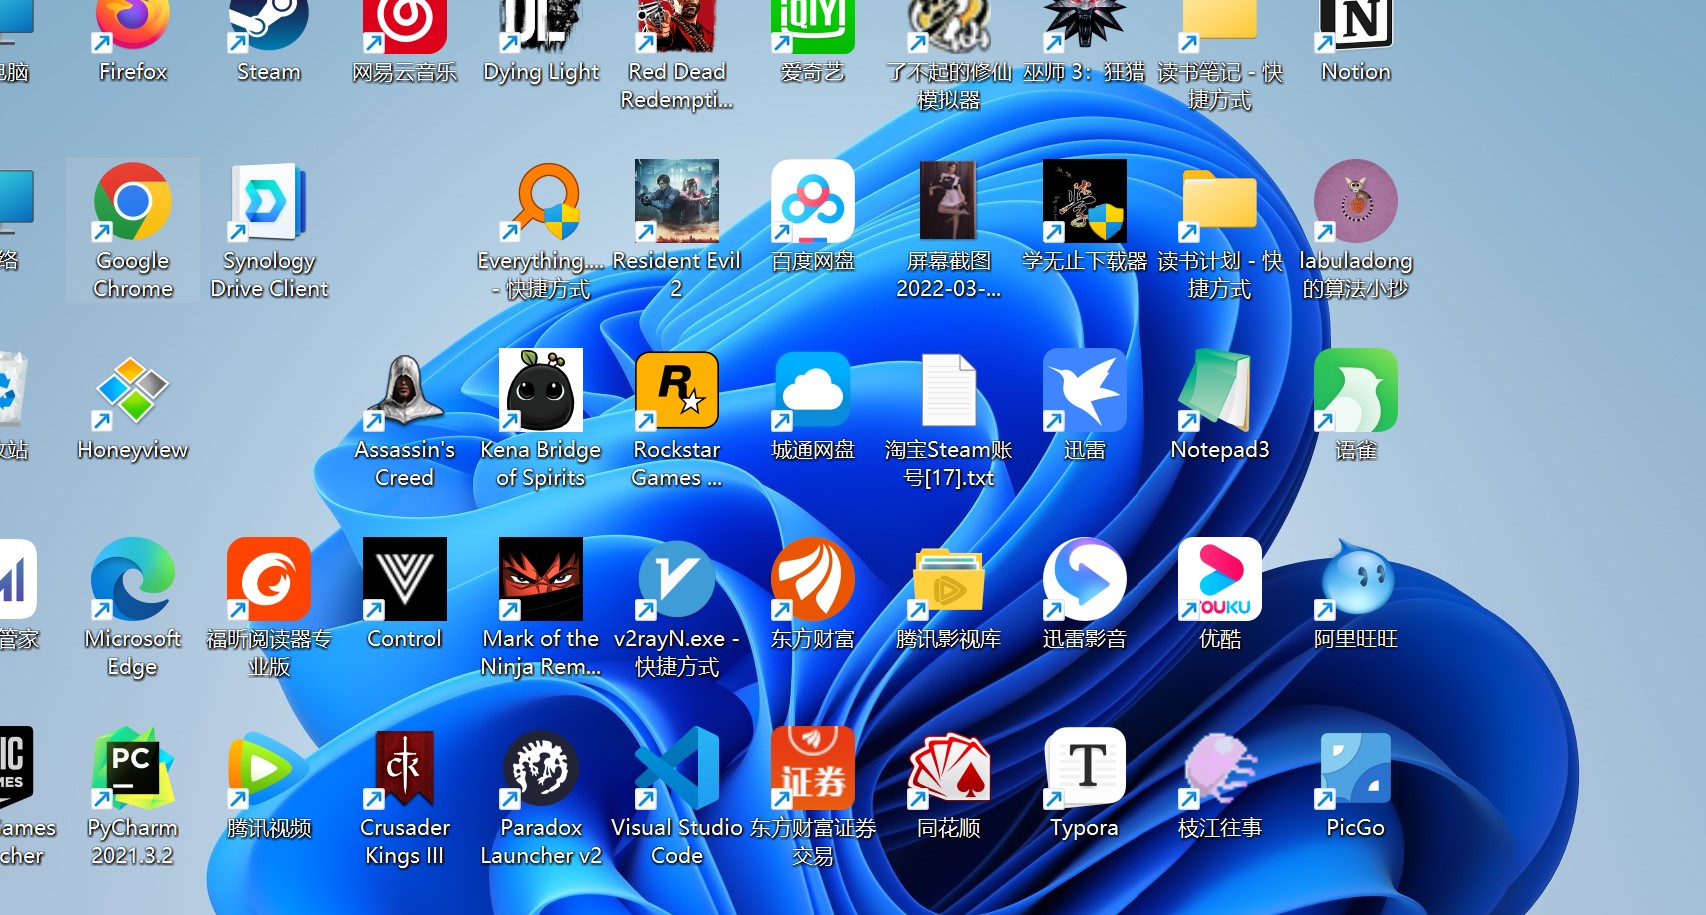 脑
Firefox
Steam
网易云音乐
Dying Light
Red Dead
Redempti...
iQIYI
爱奇艺
了不起的修仙
模拟器
巫师 3：狂猎
读书笔记 - 快
捷方式
N
Notion
络
Google
Chrome
Synology
Drive Client
Everything....
- 快捷方式
Resident Evil
2
百度网盘
屏幕截图
2022-03-...
学无止下载器
读书计划 - 快
捷方式
labuladong
的算法小抄
站
Honeyview
Assassin's
Creed
Kena Bridge
of Spirits
R
Rockstar
Games ...
城通网盘
淘宝Steam账
号[17].txt
迅雷
Notepad3
语雀
管家
Microsoft
Edge
福昕阅读器专
业版
Control
Mark of the
Ninja Rem...
V
v2rayN.exe -
快捷方式
东方财富
腾讯影视库
迅雷影音
YOUKU
优酷
阿里旺旺
IC
MES
ames
cher
PC
PyCharm
2021.3.2
腾讯视频
ck
Crusader
Kings III
Paradox
Launcher v2
Visual Studio
Code
证券
东方财富证券
交易
同花顺
T
Typora
枝江往事
PicGo